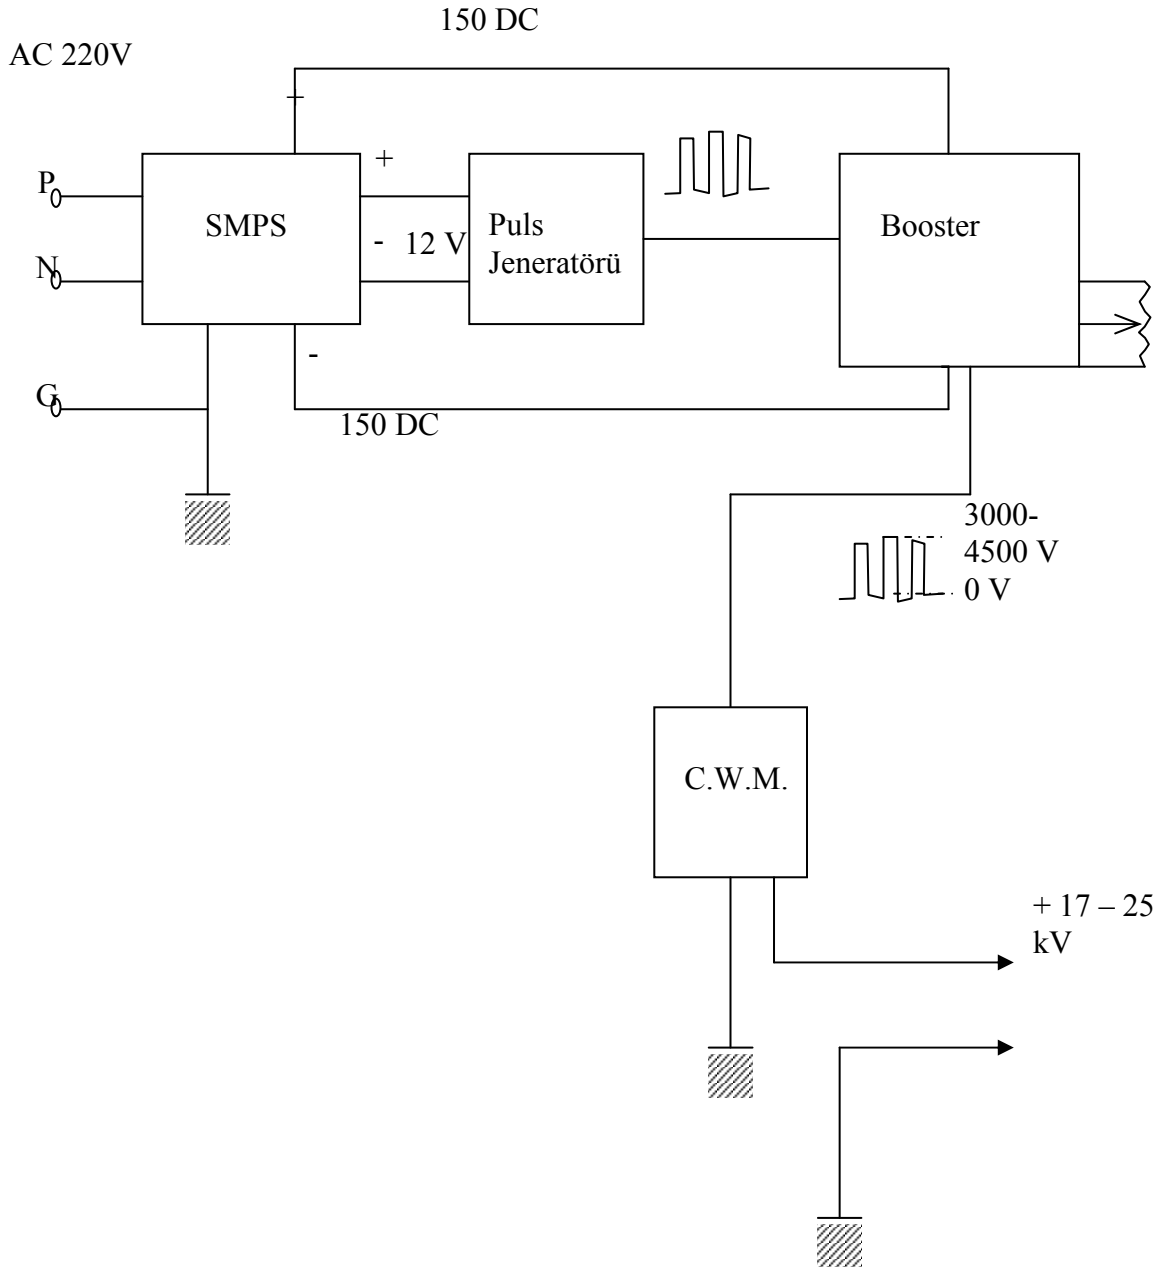 150 DC
AC 220V
+
P
+
SMPS
Puls
Jeneratörü
Booster
-
12 V
N
-
G
150 DC
3000-
4500 V
0 V
C.W.M.
+ 17 – 25
kV